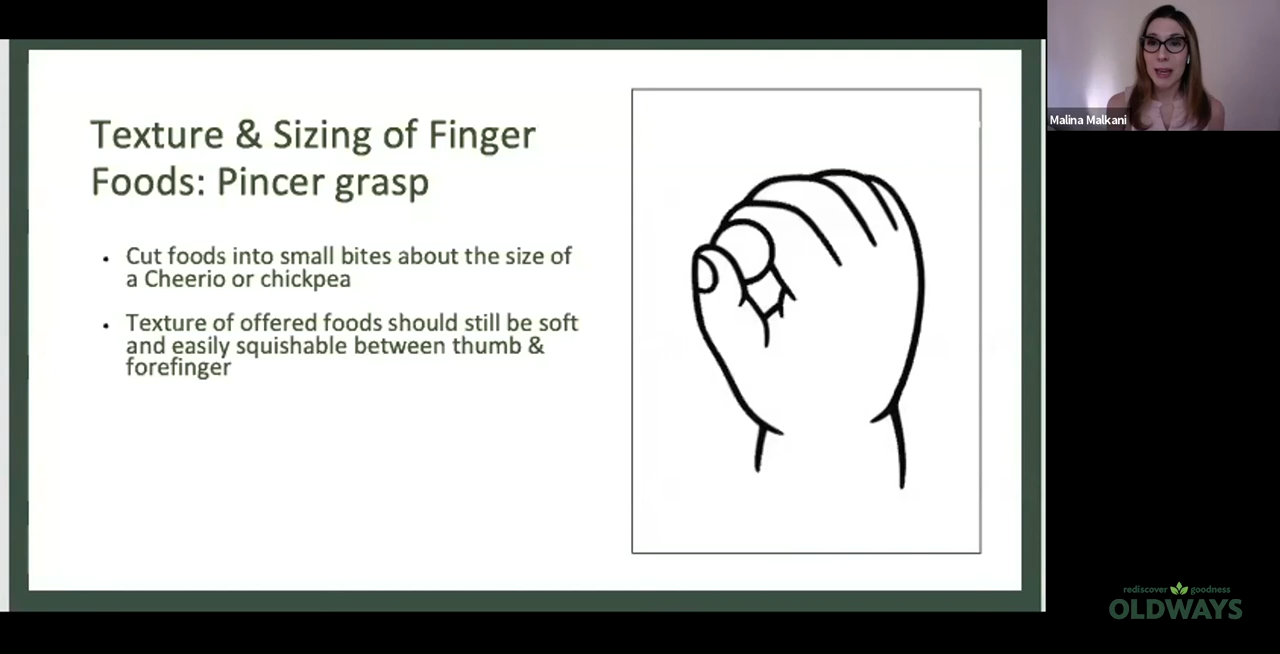 Texture & Sizing of Finger
Foods: Pincer grasp
• Cut foods into small bites about the size of
a Cheerio or chickpea
• Texture of offered foods should still be soft
and easily squishable between thumb &
forefinger
Malina Malkani
rediscover goodness
OLDWAYS